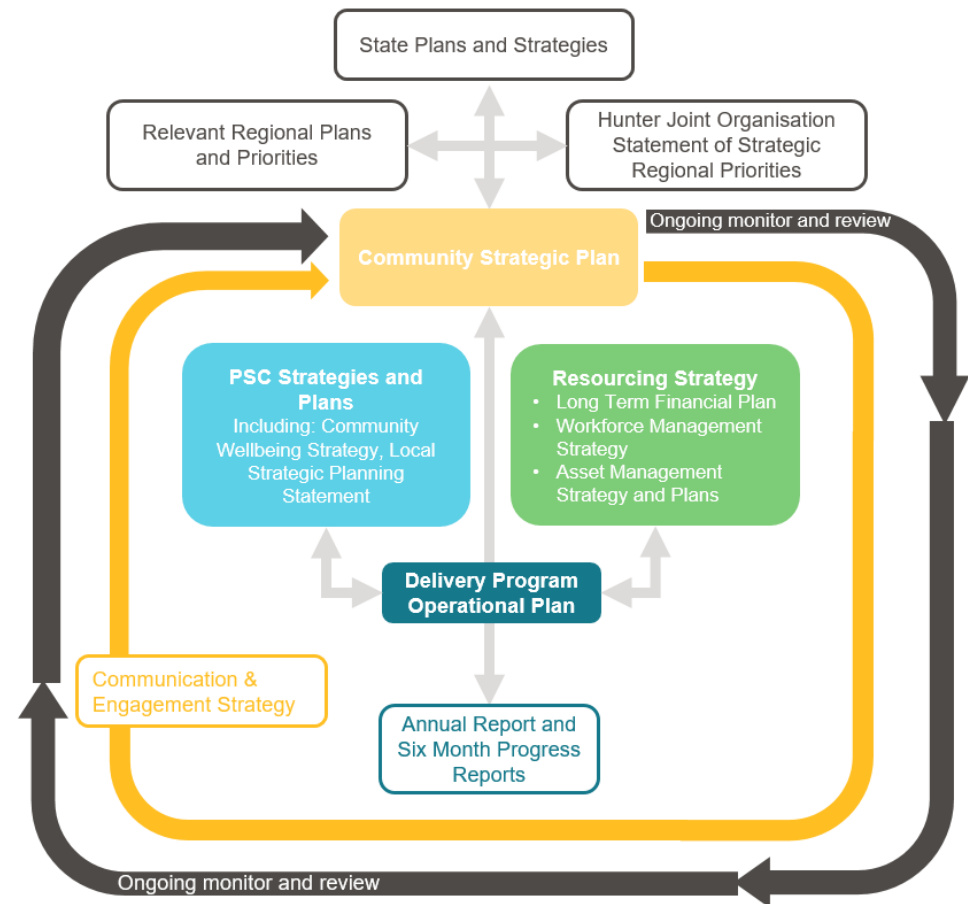 State Plans and Strategies
Relevant Regional Plans
and Priorities
Hunter Joint Organisation
Statement of Strategic
Regional Priorities
Community Strategic Plan
Ongoing monitor and review
PSC Strategies and
Plans
Including: Community
Wellbeing Strategy, Local
Strategic Planning
Statement
Resourcing Strategy
• Long Term Financial Plan
• Workforce Management
Strategy
• Asset Management
Strategy and Plans
Delivery Program
Operational Plan
Communication &
Engagement Strategy
Annual Report and
Six Month Progress
Reports
Ongoing monitor and review